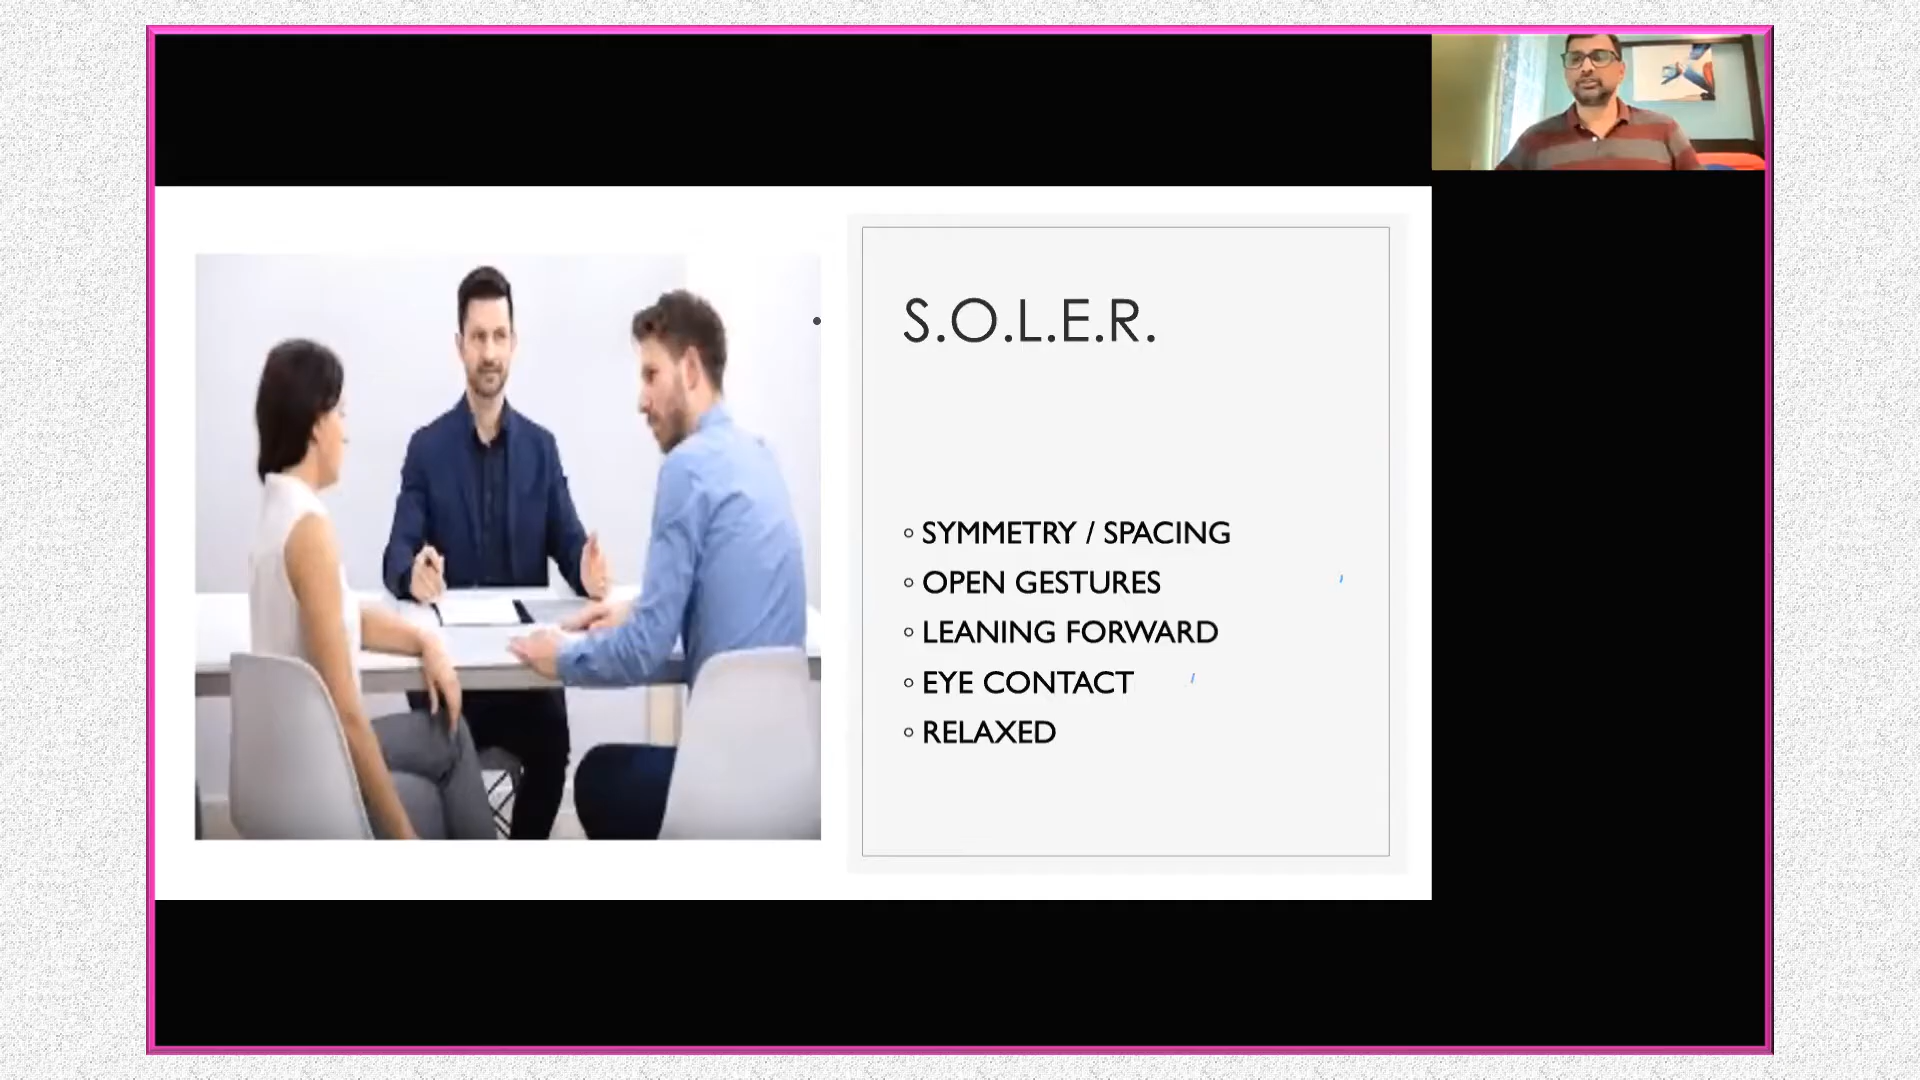 S.O.L.E.R.
SYMMETRY / SPACING
OPEN GESTURES
LEANING FORWARD
EYE CONTACT
RELAXED